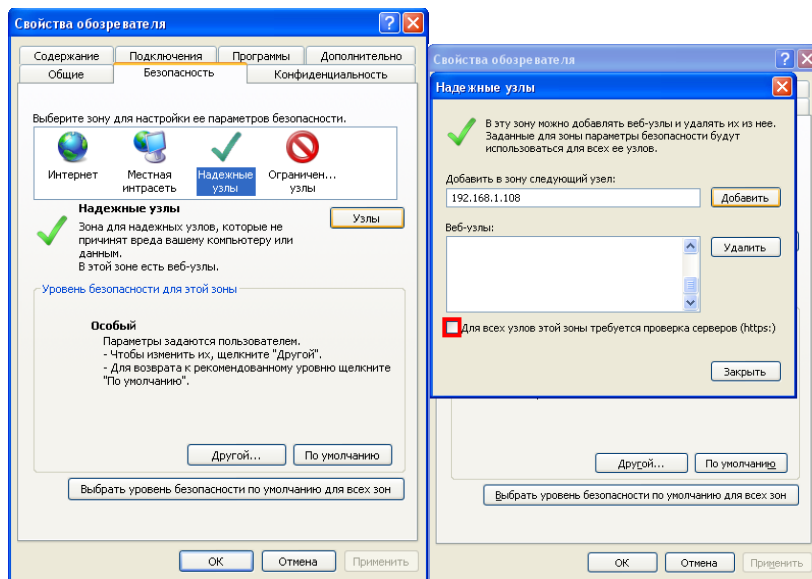 Свойства обозревателя
Содержание Подключения Программы Дополнительно
Общие Безопасность Конфиденциальность
Выберите зону для настройки ее параметров безопасности.
Интернет Местная интрасеть Надежные узлы Ограничен... узлы
Надежные узлы
Узлы
Зона для надежных узлов, которые не
причинят вреда вашему компьютеру или
данным.
В этой зоне есть веб-узлы.
Уровень безопасности для этой зоны
Особый
Параметры задаются пользователем.
- Чтобы изменить их, щелкните "Другой".
- Для возврата к рекомендованному уровню щелкните
"По умолчанию".
Другой... По умолчанию
Выбрать уровень безопасности по умолчанию для всех зон
OK Отмена Применить
Свойства обозревателя
Надежные узлы
В эту зону можно добавлять веб-узлы и удалять их из нее.
Заданные для зоны параметры безопасности будут
использоваться для всех ее узлов.
Добавить в зону следующий узел:
192.168.1.108 Добавить
Веб-узлы:
Удалить
Для всех узлов этой зоны требуется проверка серверов (https:)
Закрыть
Другой... По умолчанию
Выбрать уровень безопасности по умолчанию для всех зон
OK Отмена Применить